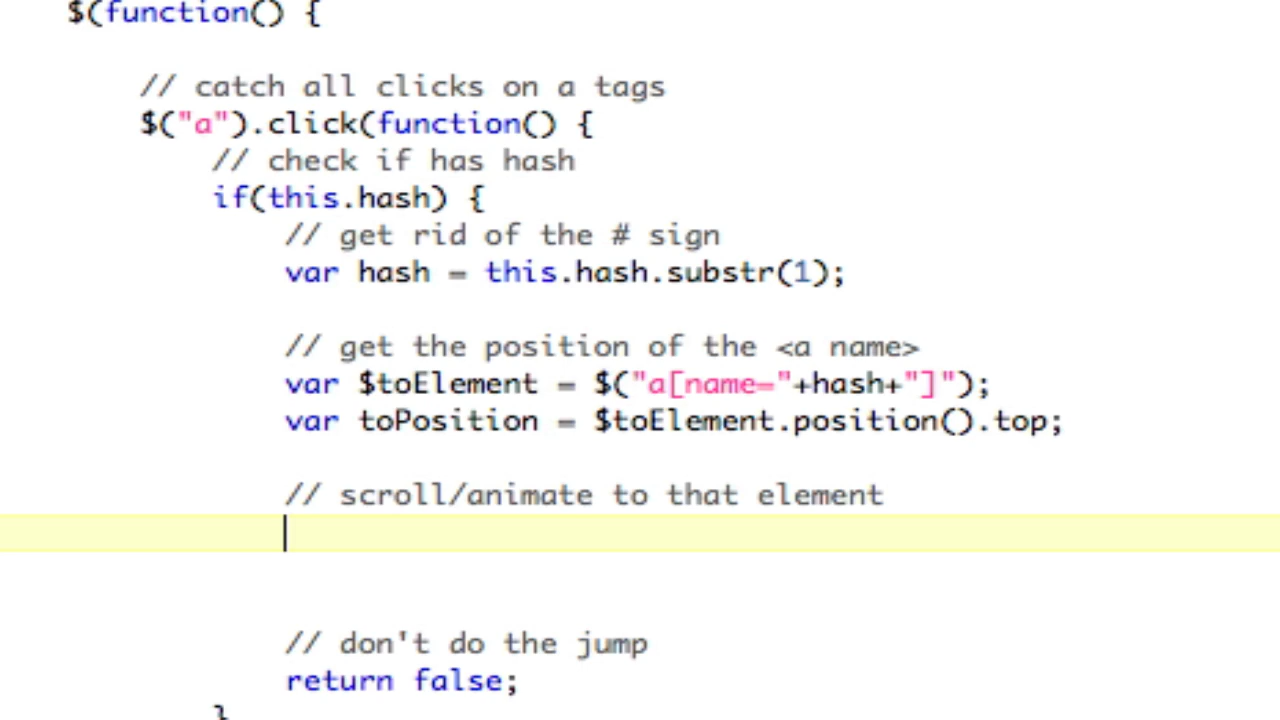 $(function() {
// catch all clicks on a tags
$("a").click(function() {
// check if has hash
if(this.hash) {
// get rid of the # sign
var hash = this.hash.substr(1);
// get the position of the <a name>
var $toElement = $("a[name="+hash+"]");
var toPosition = $toElement.position().top;
// scroll/animate to that element
// don't do the jump
return false;
}